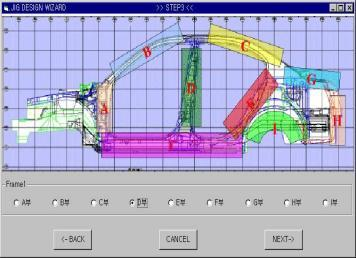 JIG DESIGN WIZARD >> STEP3 <<
B
C
G
A
D
E
H
I
F
Frame1
A부 B부 C부 D부 E부 F부 G부 H부 I부
<-BACK CANCEL NEXT->